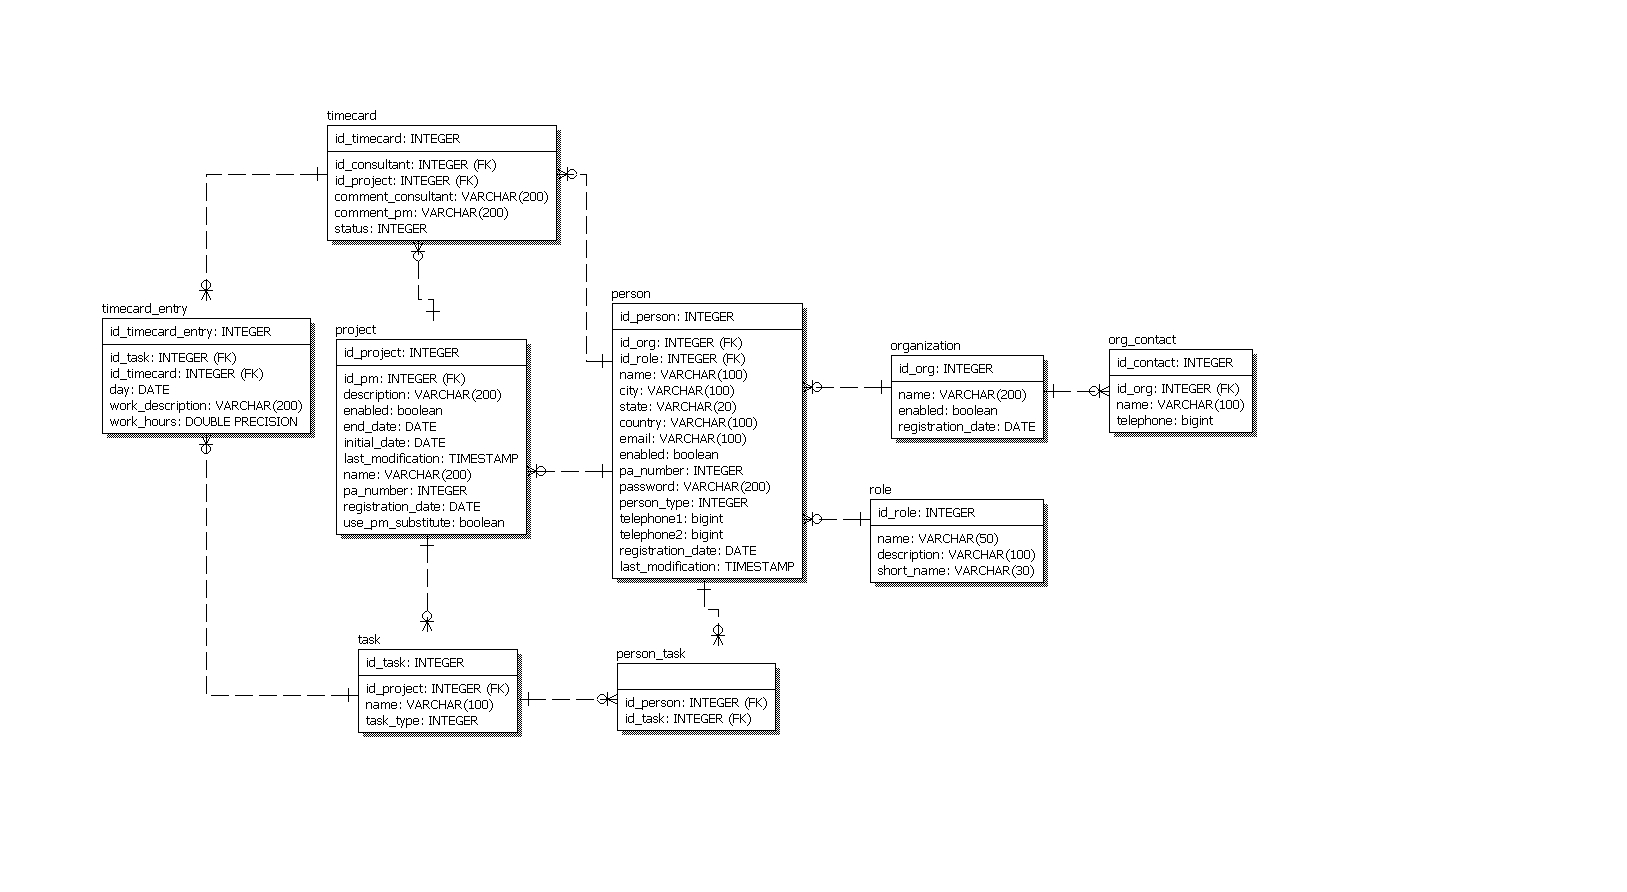 timecard
id_timecard: INTEGER
id_consultant: INTEGER (FK)
id_project: INTEGER (FK)
comment_consultant: VARCHAR(200)
comment_pm: VARCHAR(200)
status: INTEGER
timecard_entry
id_timecard_entry: INTEGER
id_task: INTEGER (FK)
id_timecard: INTEGER (FK)
day: DATE
work_description: VARCHAR(200)
work_hours: DOUBLE PRECISION
project
id_project: INTEGER
id_pm: INTEGER (FK)
description: VARCHAR(200)
enabled: boolean
end_date: DATE
initial_date: DATE
last_modification: TIMESTAMP
name: VARCHAR(200)
pa_number: INTEGER
registration_date: DATE
use_pm_substitute: boolean
person
id_person: INTEGER
id_org: INTEGER (FK)
id_role: INTEGER (FK)
name: VARCHAR(100)
city: VARCHAR(100)
state: VARCHAR(20)
country: VARCHAR(100)
email: VARCHAR(100)
enabled: boolean
pa_number: INTEGER
password: VARCHAR(200)
person_type: INTEGER
telephone1: bigint
telephone2: bigint
registration_date: DATE
last_modification: TIMESTAMP
organization
id_org: INTEGER
name: VARCHAR(200)
enabled: boolean
registration_date: DATE
org_contact
id_contact: INTEGER
id_org: INTEGER (FK)
name: VARCHAR(100)
telephone: bigint
role
id_role: INTEGER
name: VARCHAR(50)
description: VARCHAR(100)
short_name: VARCHAR(30)
task
id_task: INTEGER
id_project: INTEGER (FK)
name: VARCHAR(100)
task_type: INTEGER
person_task
id_person: INTEGER (FK)
id_task: INTEGER (FK)